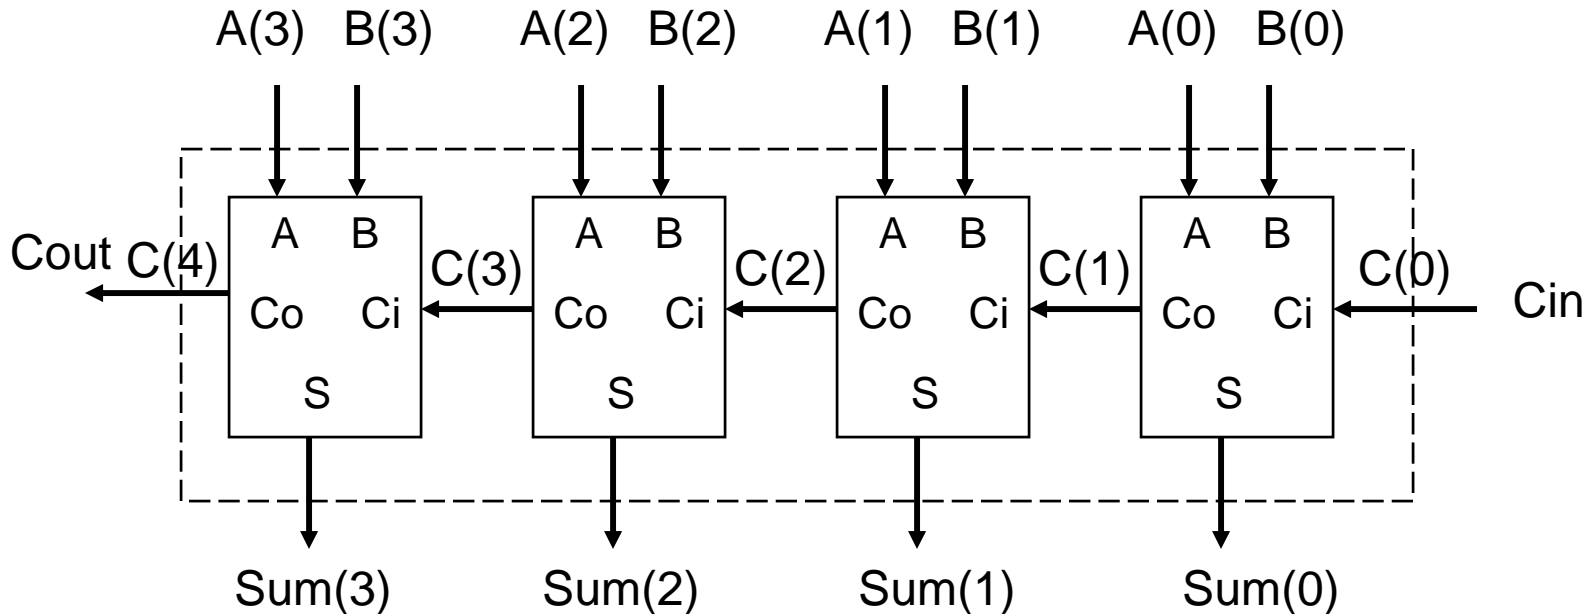 A(3) B(3) A(2) B(2) A(1) B(1) A(0) B(0)
A B A B A B A B
Cout C(4) C(3) C(2) C(1) C(0) Cin
Co Ci Co Ci Co Ci Co Ci
S S S S
Sum(3) Sum(2) Sum(1) Sum(0)